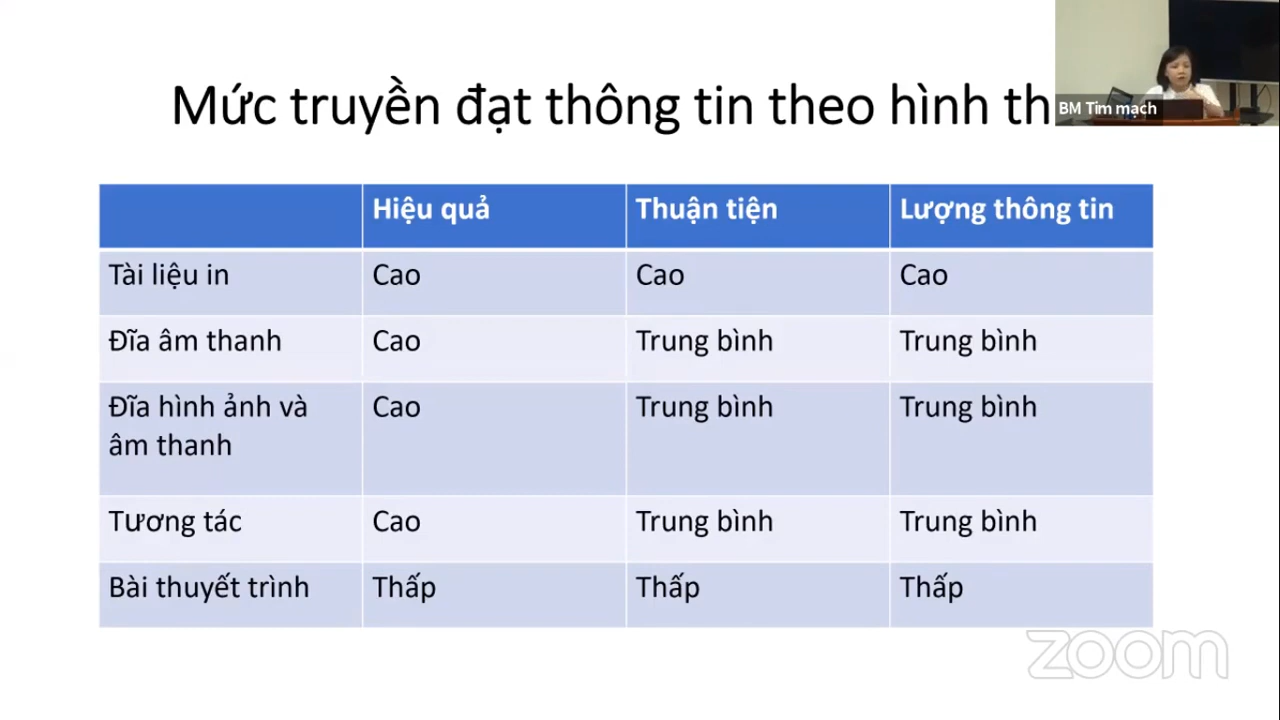 Mức truyền đạt thông tin theo hình th
BM Tim mạch
Hiệu quả Thuận tiện Lượng thông tin
Tài liệu in Cao Cao Cao
Đĩa âm thanh Cao Trung bình Trung bình
Đĩa hình ảnh và Cao Trung bình Trung bình
âm thanh
Tương tác Cao Trung bình Trung bình
Bài thuyết trình Thấp Thấp Thấp
zoom